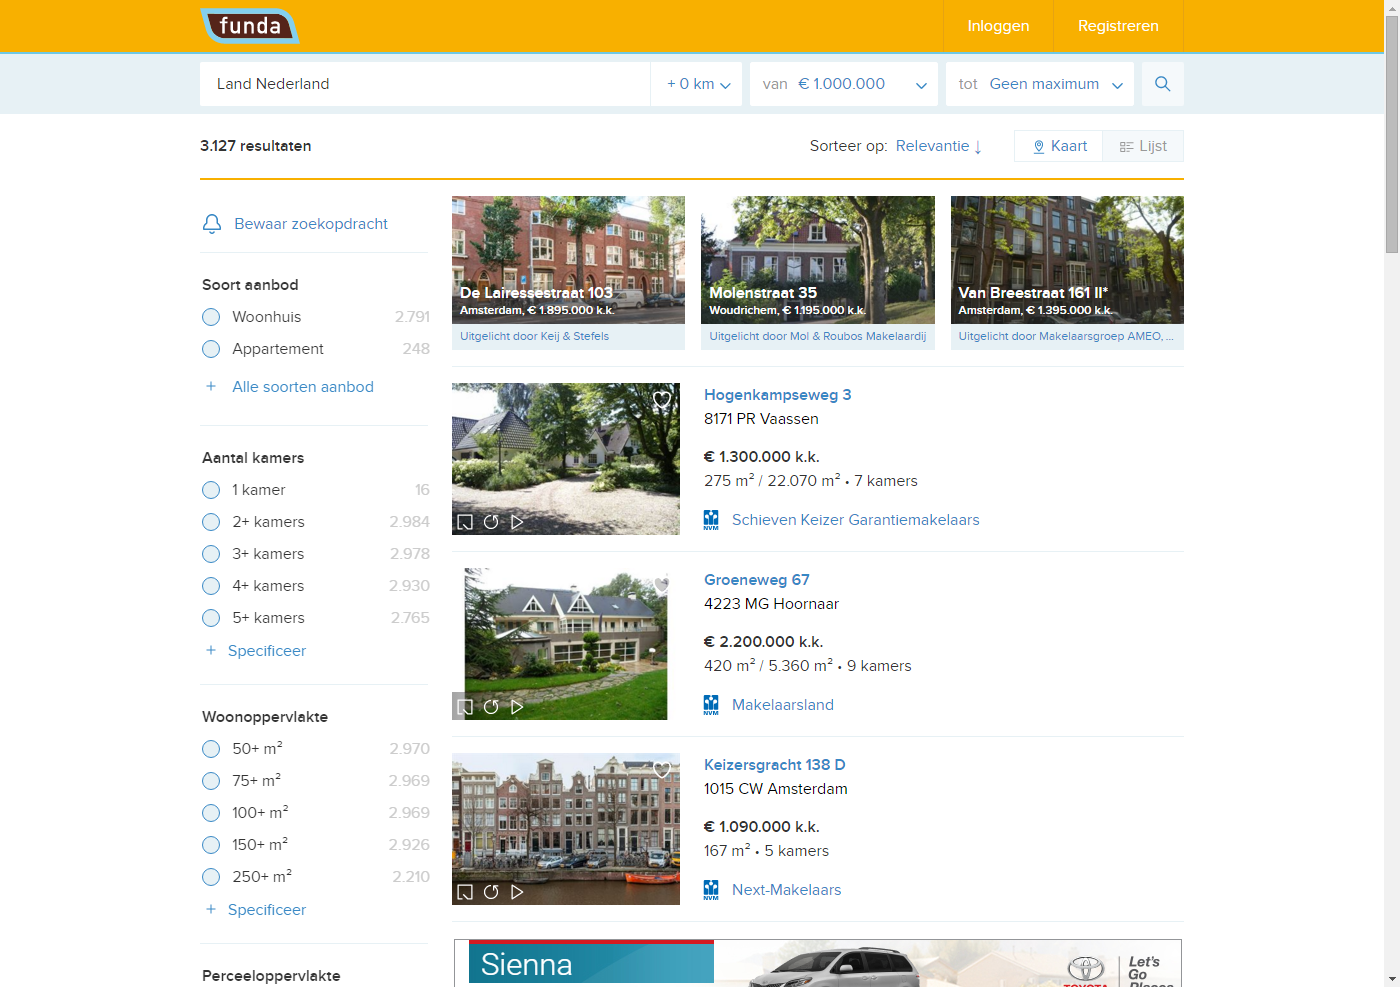 funda
Inloggen
Registreren
Land Nederland
+ 0 km
van € 1.000.000
tot Geen maximum
3.127 resultaten
Sorteer op: Relevantie ↓
Kaart
Lijst
Bewaar zoekopdracht
Soort aanbod
Woonhuis 2.791
Appartement 248
+ Alle soorten aanbod
Aantal kamers
1 kamer 16
2+ kamers 2.984
3+ kamers 2.978
4+ kamers 2.930
5+ kamers 2.765
+ Specificeer
Woonoppervlakte
50+ m² 2.970
75+ m² 2.969
100+ m² 2.969
150+ m² 2.926
250+ m² 2.210
+ Specificeer
Perceeloppervlakte
De Lairessestraat 103
Amsterdam, € 1.895.000 k.k.
Uitgelicht door Keij & Stefels
Molenstraat 35
Woudrichem, € 1.195.000 k.k.
Uitgelicht door Mol & Roubos Makelaardij
Van Breestraat 161 II*
Amsterdam, € 1.395.000 k.k.
Uitgelicht door Makelaarsgroep AMEO, ...
Hogenkampseweg 3
8171 PR Vaassen
€ 1.300.000 k.k.
275 m² / 22.070 m² • 7 kamers
NVM Schieven Keizer Garantiemakelaars
Groeneweg 67
4223 MG Hoornaar
€ 2.200.000 k.k.
420 m² / 5.360 m² • 9 kamers
NVM Makelaarsland
Keizersgracht 138 D
1015 CW Amsterdam
€ 1.090.000 k.k.
167 m² • 5 kamers
NVM Next-Makelaars
Sienna
TOYOTA
Let's
Go
Places